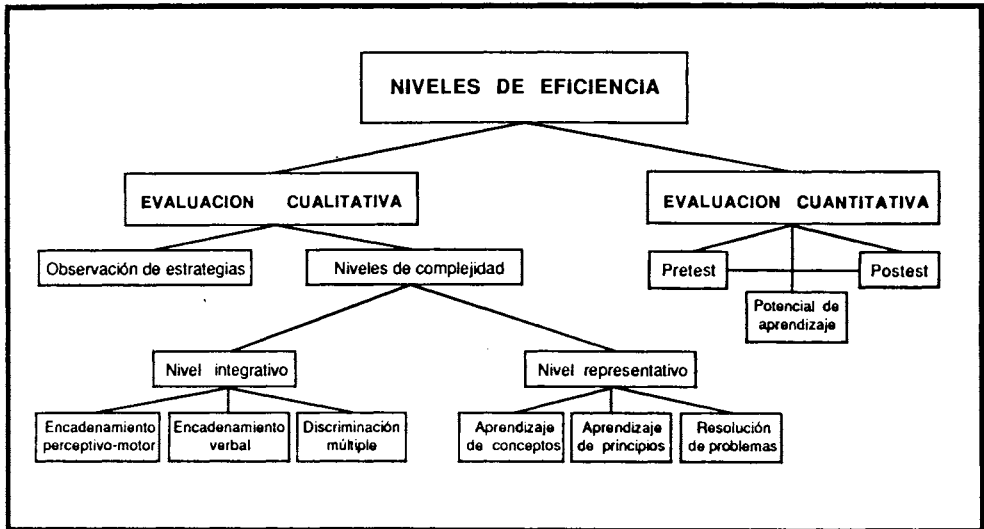 NIVELES DE EFICIENCIA
EVALUACION CUALITATIVA
EVALUACION CUANTITATIVA
Observación de estrategias
Niveles de complejidad
Pretest
Postest
Potencial de
aprendizaje
Nivel integrativo
Nivel representativo
Encadenamiento
perceptivo-motor
Encadenamiento
verbal
Discriminación
múltiple
Aprendizaje
de conceptos
Aprendizaje
de principios
Resolución
de problemas